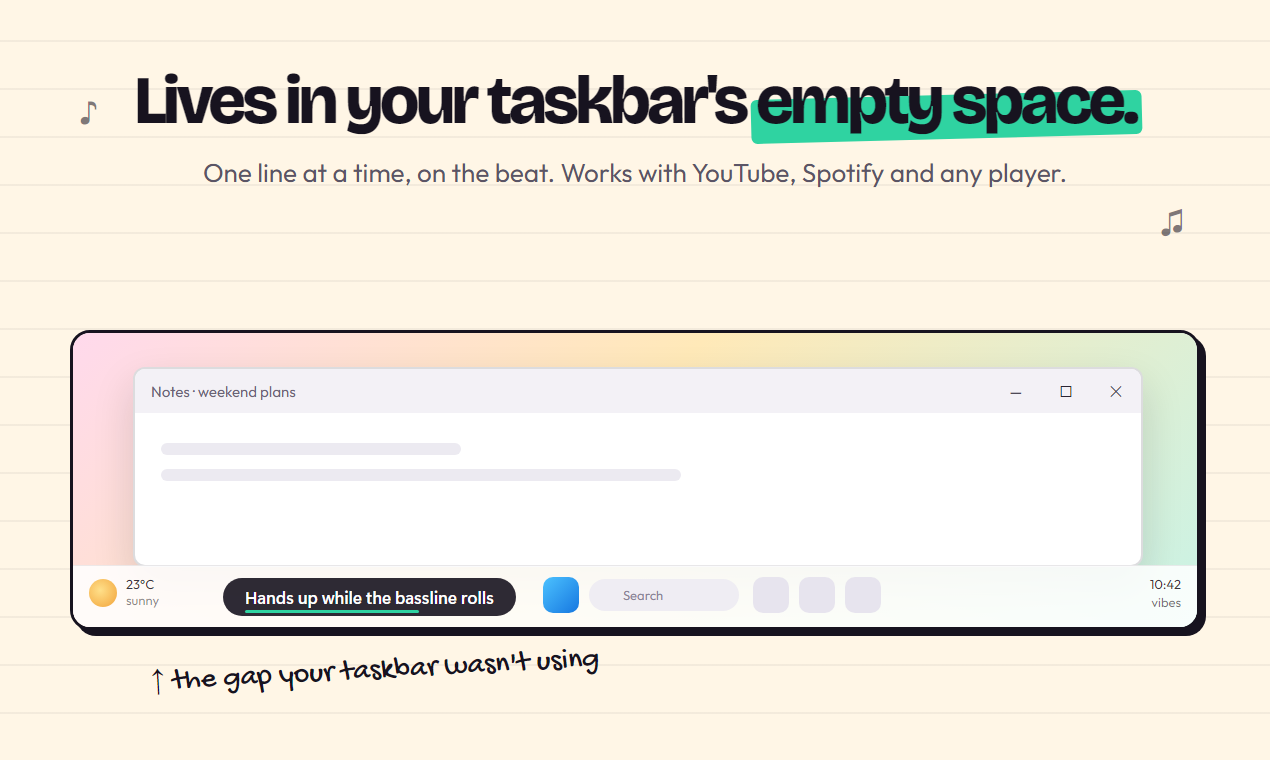 Lives in your taskbar's empty space.
One line at a time, on the beat. Works with YouTube, Spotify and any player.
Notes · weekend plans
23°C
sunny
Hands up while the bassline rolls
Search
10:42
vibes
↑ the gap your taskbar wasn't using